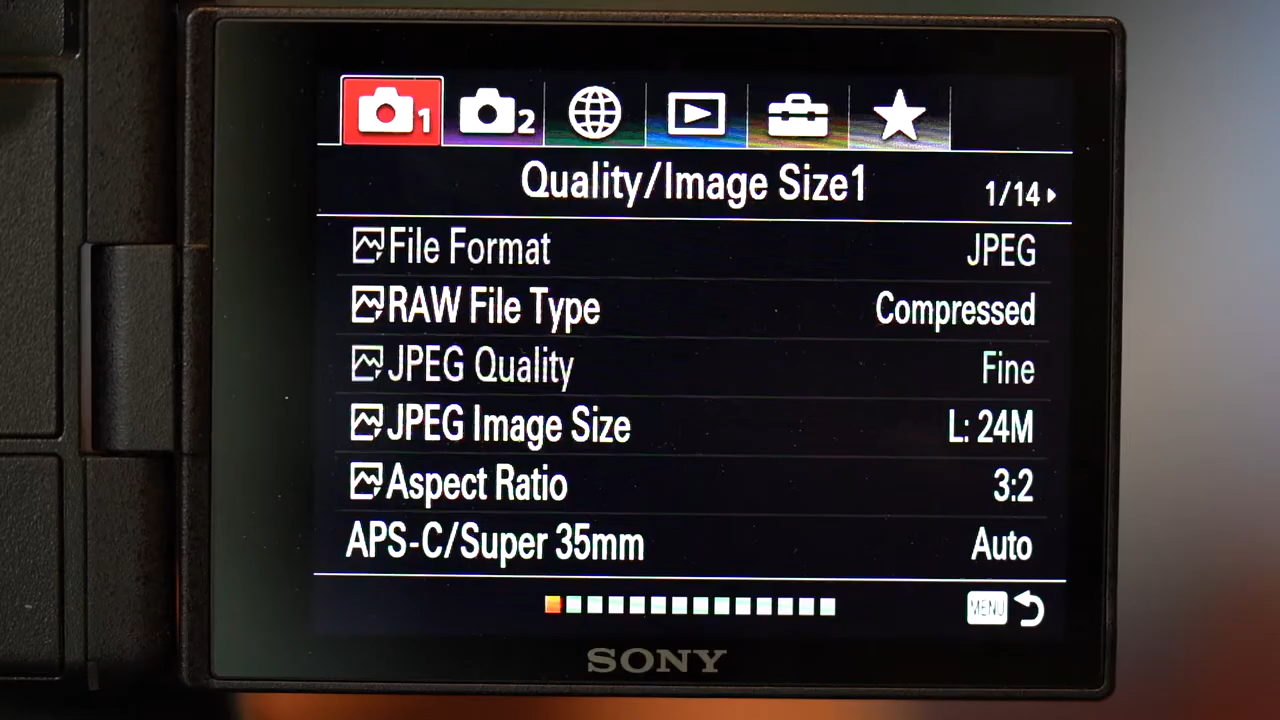 1 2
Quality/Image Size1 1/14
File Format JPEG
RAW File Type Compressed
JPEG Quality Fine
JPEG Image Size L: 24M
Aspect Ratio 3:2
APS-C/Super 35mm Auto
MENU
SONY